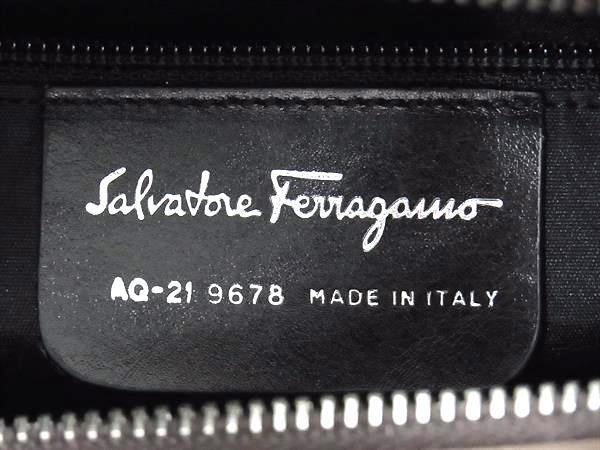 Salvatore Ferragamo
AQ-21 9678 MADE IN ITALY